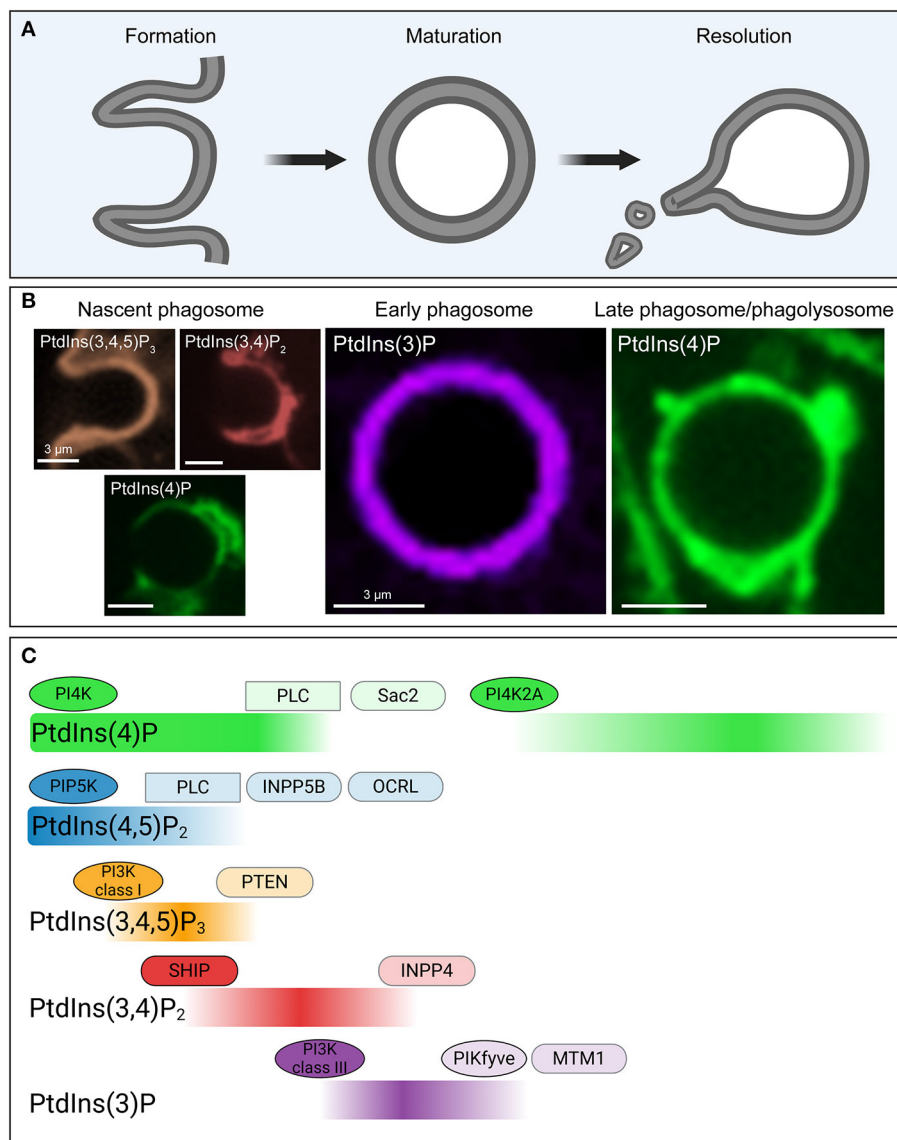 A
Formation
Maturation
Resolution
B
Nascent phagosome
Early phagosome
Late phagosome/phagolysosome
PtdIns(3,4,5)P3
3 µm
PtdIns(3,4)P2
PtdIns(4)P
PtdIns(3)P
3 µm
PtdIns(4)P
C
PI4K
PLC
Sac2
PI4K2A
PtdIns(4)P
PIP5K
PLC
INPP5B
OCRL
PtdIns(4,5)P2
PI3K
class I
PTEN
PtdIns(3,4,5)P3
SHIP
INPP4
PtdIns(3,4)P2
PI3K
class III
PIKfyve
MTM1
PtdIns(3)P